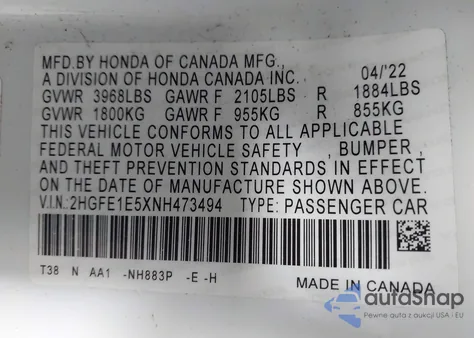 MFD.BY HONDA OF CANADA MFG.,
A DIVISION OF HONDA CANADA INC. 04/'22
GVWR 3968LBS GAWR F 2105LBS R 1884LBS
GVWR 1800KG GAWR F 955KG R 855KG
THIS VEHICLE CONFORMS TO ALL APPLICABLE
FEDERAL MOTOR VEHICLE SAFETY , BUMPER,
AND THEFT PREVENTION STANDARDS IN EFFECT
ON THE DATE OF MANUFACTURE SHOWN ABOVE.
V.I.N:2HGFE1E5XNH473494 TYPE: PASSENGER CAR
T38 N AA1 -NH883P -E -H
MADE IN CANADA
autoSnap
Pewne auta z USA i EU